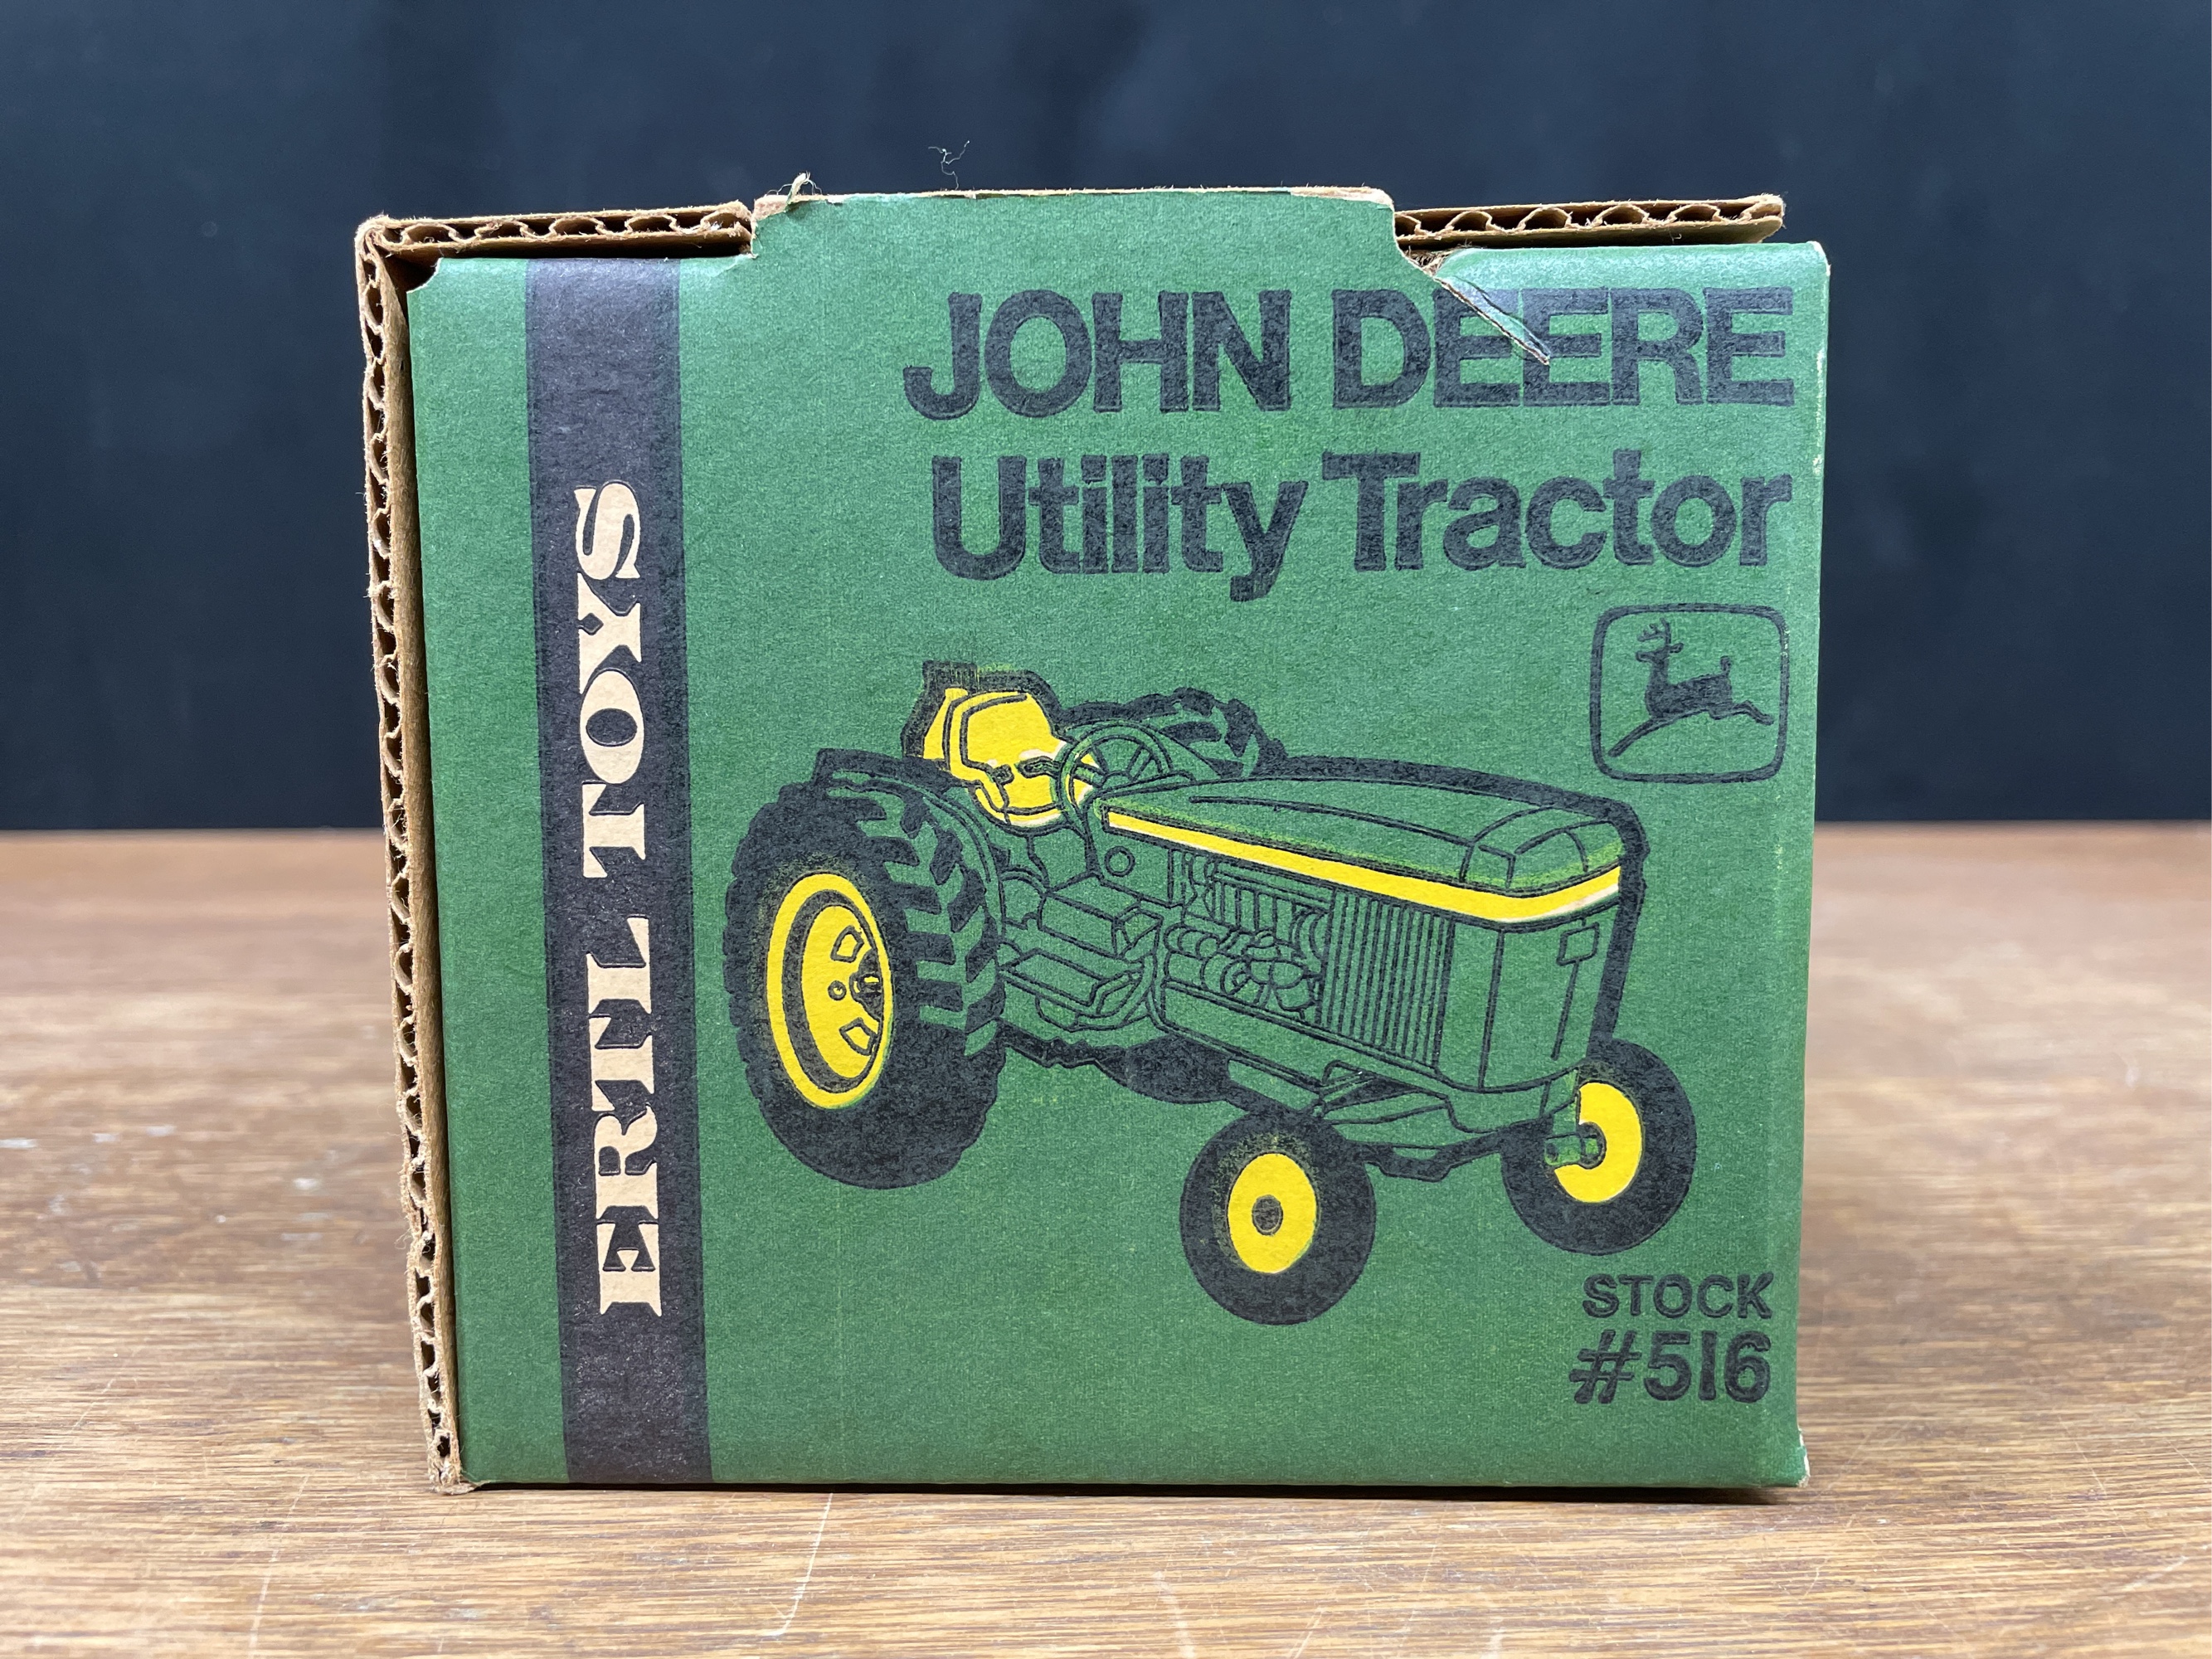 JOHN DEERE
Utility Tractor
ERTL TOYS
STOCK
#516